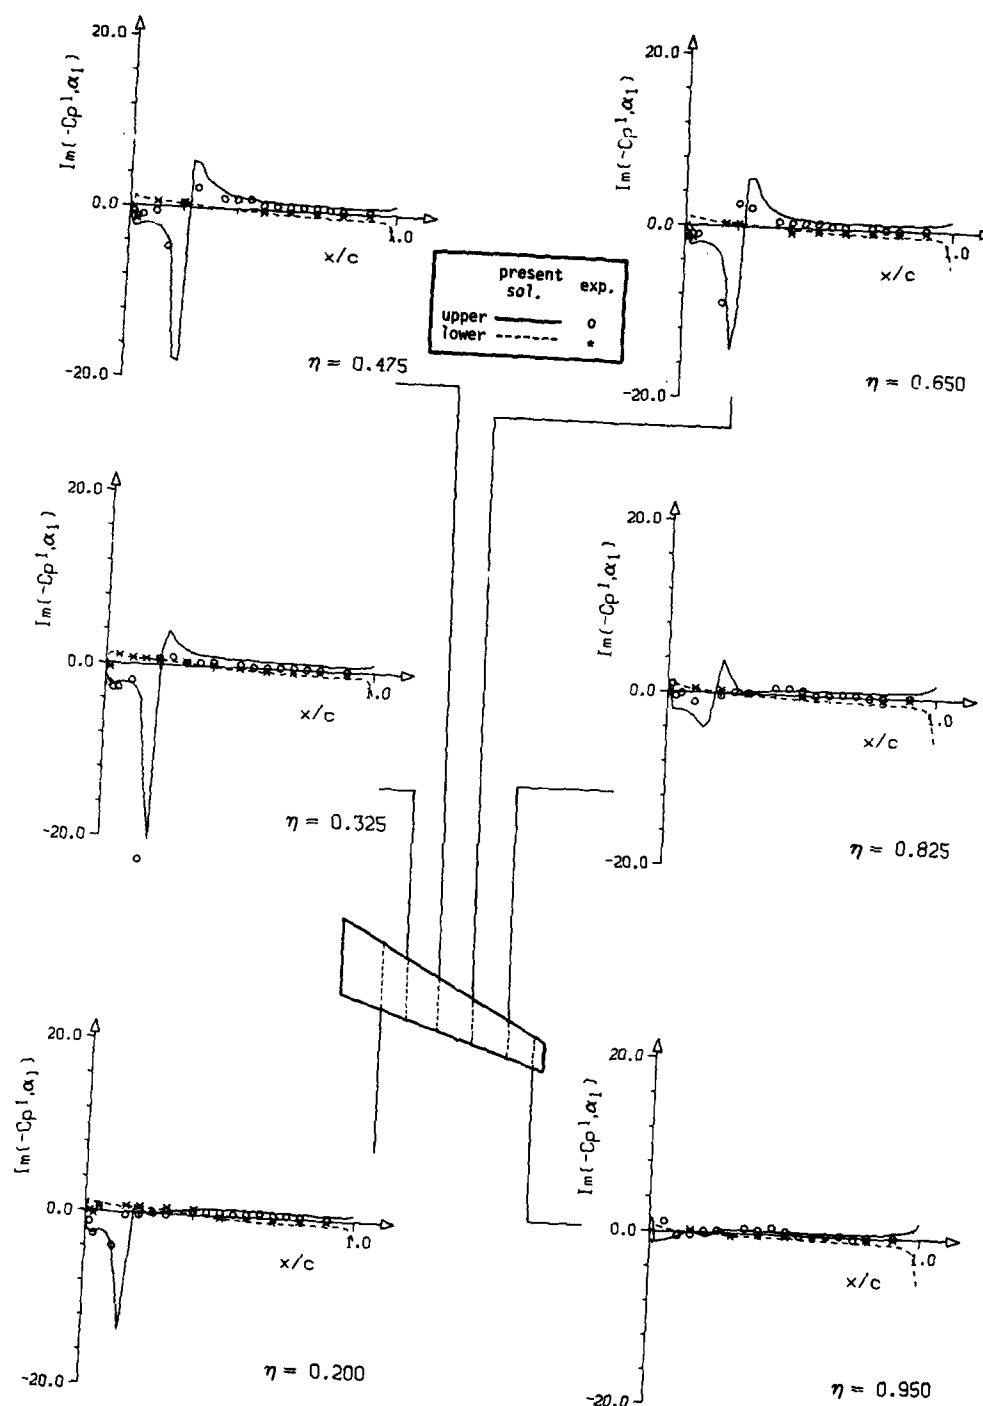 20.0
Im(-Cp¹,α₁)
0.0
1.0
x/c
-20.0
η = 0.475
20.0
Im(-Cp¹,α₁)
0.0
1.0
x/c
-20.0
η = 0.650
present sol. exp.
upper o
lower *
20.0
Im(-Cp¹,α₁)
0.0
1.0
x/c
-20.0
η = 0.325
20.0
Im(-Cp¹,α₁)
0.0
1.0
x/c
-20.0
η = 0.825
20.0
Im(-Cp¹,α₁)
0.0
1.0
x/c
-20.0
η = 0.200
20.0
Im(-Cp¹,α₁)
0.0
1.0
x/c
-20.0
η = 0.950